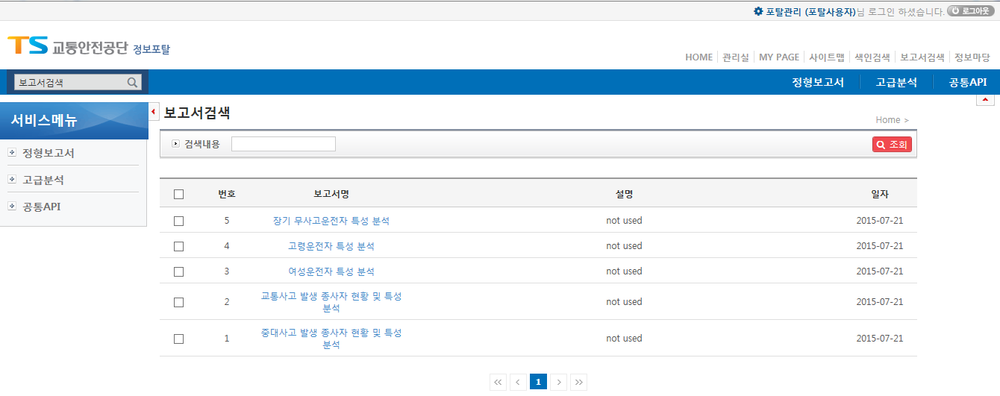 포탈관리 (포탈사용자)님 로그인 하셨습니다. 로그아웃
TS 교통안전공단 정보포탈
HOME 관리실 MY PAGE 사이트맵 색인검색 보고서검색 정보마당
보고서검색 정형보고서 고급분석 공통API
서비스메뉴
정형보고서
고급분석
공통API
보고서검색
Home >
검색내용 조회
번호 보고서명 설명 일자
5 장기 무사고운전자 특성 분석 not used 2015-07-21
4 고령운전자 특성 분석 not used 2015-07-21
3 여성운전자 특성 분석 not used 2015-07-21
2 교통사고 발생 종사자 현황 및 특성 not used 2015-07-21
분석
1 중대사고 발생 종사자 현황 및 특성 not used 2015-07-21
분석
1